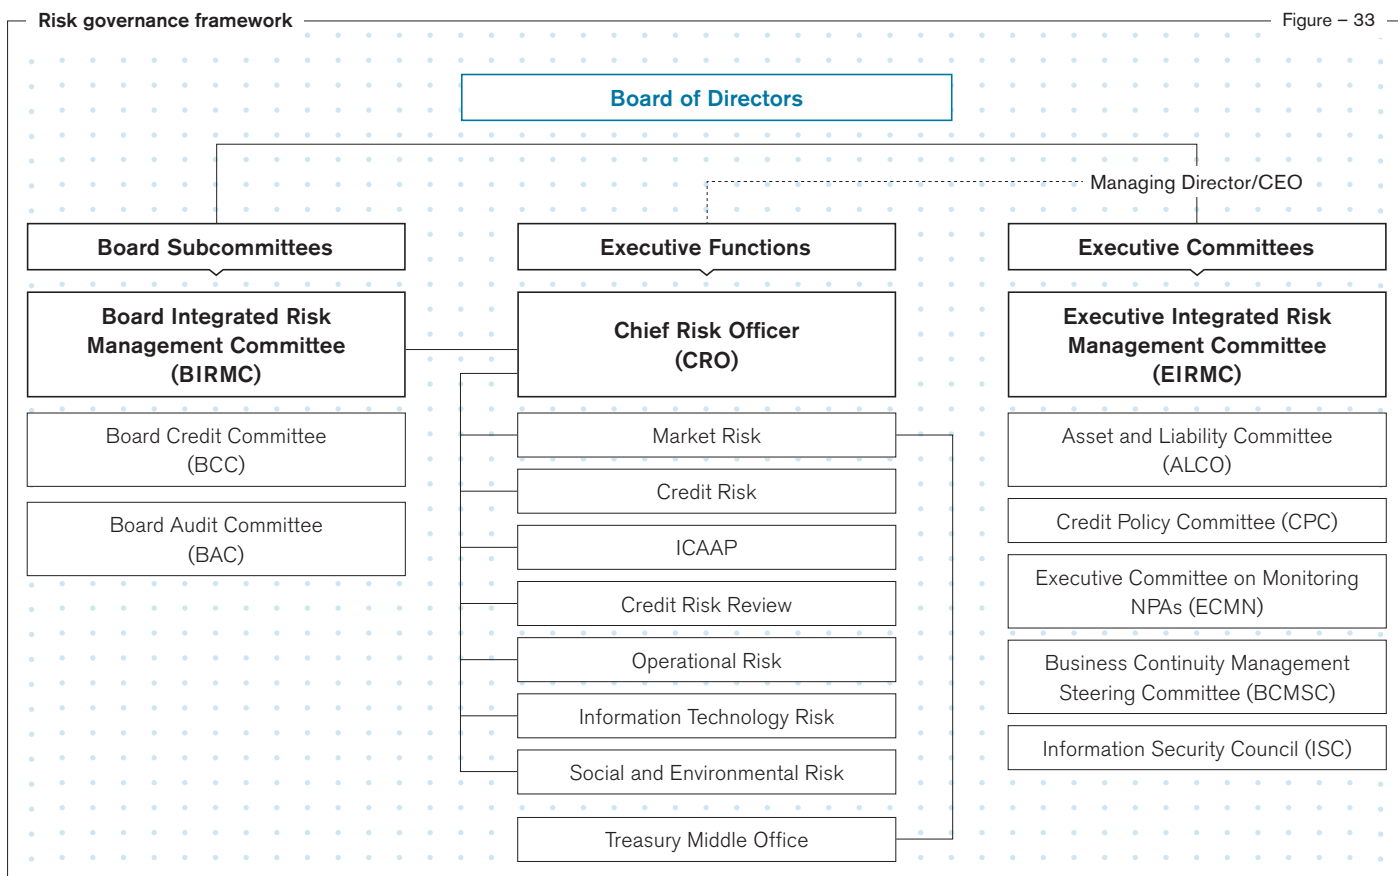 Risk governance framework
Figure – 33
Board of Directors
Managing Director/CEO
Board Subcommittees
Executive Functions
Executive Committees
Board Integrated Risk
Management Committee
(BIRMC)
Chief Risk Officer
(CRO)
Executive Integrated Risk
Management Committee
(EIRMC)
Board Credit Committee
(BCC)
Board Audit Committee
(BAC)
Market Risk
Credit Risk
ICAAP
Credit Risk Review
Operational Risk
Information Technology Risk
Social and Environmental Risk
Treasury Middle Office
Asset and Liability Committee
(ALCO)
Credit Policy Committee (CPC)
Executive Committee on Monitoring
NPAs (ECMN)
Business Continuity Management
Steering Committee (BCMSC)
Information Security Council (ISC)